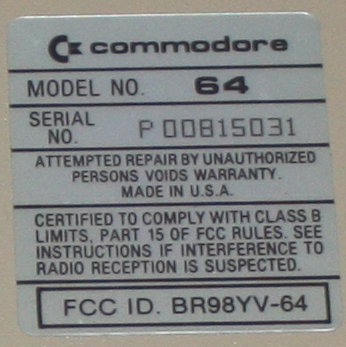 commodore
MODEL NO. 64
SERIAL NO. P 00815031
ATTEMPTED REPAIR BY UNAUTHORIZED
PERSONS VOIDS WARRANTY.
MADE IN U.S.A.
CERTIFIED TO COMPLY WITH CLASS B
LIMITS, PART 15 OF FCC RULES. SEE
INSTRUCTIONS IF INTERFERENCE TO
RADIO RECEPTION IS SUSPECTED.
FCC ID. BR98YV-64